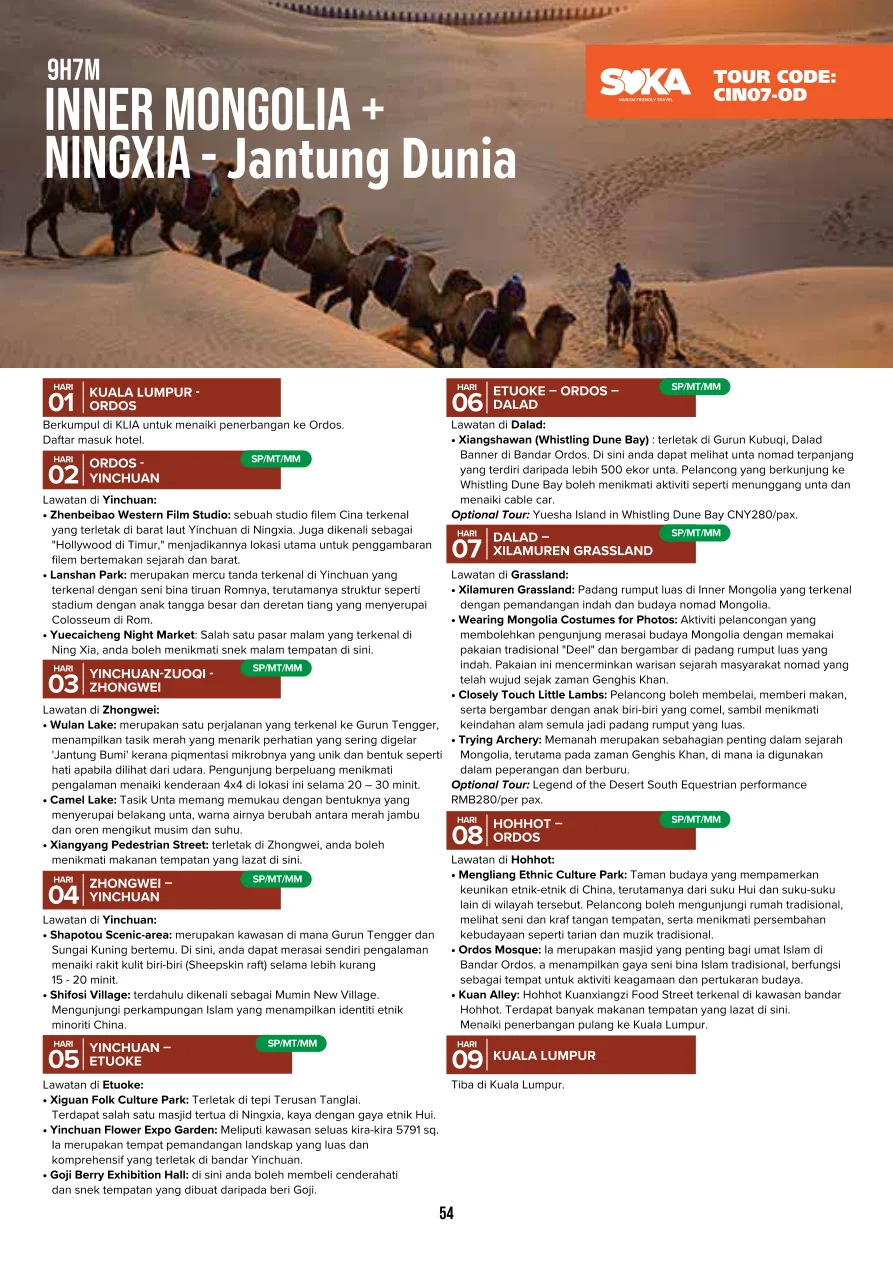 9H7M
INNER MONGOLIA +
NINGXIA - Jantung Dunia
SOKA
MUSLIM FRIENDLY TRAVEL
TOUR CODE:
CIN07-OD
HARI
01
KUALA LUMPUR -
ORDOS
Berkumpul di KLIA untuk menaiki penerbangan ke Ordos.
Daftar masuk hotel.
HARI
02
ORDOS -
YINCHUAN
SP/MT/MM
Lawatan di Yinchuan:
• Zhenbeibao Western Film Studio: sebuah studio filem Cina terkenal
yang terletak di barat laut Yinchuan di Ningxia. Juga dikenali sebagai
"Hollywood di Timur," menjadikannya lokasi utama untuk penggambaran
filem bertemakan sejarah dan barat.
• Lanshan Park: merupakan mercu tanda terkenal di Yinchuan yang
terkenal dengan seni bina tiruan Romnya, terutamanya struktur seperti
stadium dengan anak tangga besar dan deretan tiang yang menyerupai
Colosseum di Rom.
• Yuecaicheng Night Market: Salah satu pasar malam yang terkenal di
Ning Xia, anda boleh menikmati snek malam tempatan di sini.
HARI
03
YINCHUAN-ZUOQI -
ZHONGWEI
SP/MT/MM
Lawatan di Zhongwei:
• Wulan Lake: merupakan satu perjalanan yang terkenal ke Gurun Tengger,
menampilkan tasik merah yang menarik perhatian yang sering digelar
'Jantung Bumi' kerana piqmentasi mikrobnya yang unik dan bentuk seperti
hati apabila dilihat dari udara. Pengunjung berpeluang menikmati
pengalaman menaiki kenderaan 4x4 di lokasi ini selama 20 – 30 minit.
• Camel Lake: Tasik Unta memang memukau dengan bentuknya yang
menyerupai belakang unta, warna airnya berubah antara merah jambu
dan oren mengikut musim dan suhu.
• Xiangyang Pedestrian Street: terletak di Zhongwei, anda boleh
menikmati makanan tempatan yang lazat di sini.
HARI
04
ZHONGWEI –
YINCHUAN
SP/MT/MM
Lawatan di Yinchuan:
• Shapotou Scenic-area: merupakan kawasan di mana Gurun Tengger dan
Sungai Kuning bertemu. Di sini, anda dapat merasai sendiri pengalaman
menaiki rakit kulit biri-biri (Sheepskin raft) selama lebih kurang
15 - 20 minit.
• Shifosi Village: terdahulu dikenali sebagai Mumin New Village.
Mengunjungi perkampungan Islam yang menampilkan identiti etnik
minoriti China.
HARI
05
YINCHUAN –
ETUOKE
SP/MT/MM
Lawatan di Etuoke:
• Xiguan Folk Culture Park: Terletak di tepi Terusan Tanglai.
Terdapat salah satu masjid tertua di Ningxia, kaya dengan gaya etnik Hui.
• Yinchuan Flower Expo Garden: Meliputi kawasan seluas kira-kira 5791 sq.
Ia merupakan tempat pemandangan landskap yang luas dan
komprehensif yang terletak di bandar Yinchuan.
• Goji Berry Exhibition Hall: di sini anda boleh membeli cenderahati
dan snek tempatan yang dibuat daripada beri Goji.
HARI
06
ETUOKE – ORDOS –
DALAD
SP/MT/MM
Lawatan di Dalad:
• Xiangshawan (Whistling Dune Bay) : terletak di Gurun Kubuqi, Dalad
Banner di Bandar Ordos. Di sini anda dapat melihat unta nomad terpanjang
yang terdiri daripada lebih 500 ekor unta. Pelancong yang berkunjung ke
Whistling Dune Bay boleh menikmati aktiviti seperti menunggang unta dan
menaiki cable car.
Optional Tour: Yuesha Island in Whistling Dune Bay CNY280/pax.
HARI
07
DALAD –
XILAMUREN GRASSLAND
SP/MT/MM
Lawatan di Grassland:
• Xilamuren Grassland: Padang rumput luas di Inner Mongolia yang terkenal
dengan pemandangan indah dan budaya nomad Mongolia.
• Wearing Mongolia Costumes for Photos: Aktiviti pelancongan yang
membolehkan pengunjung merasai budaya Mongolia dengan memakai
pakaian tradisional "Deel" dan bergambar di padang rumput luas yang
indah. Pakaian ini mencerminkan warisan sejarah masyarakat nomad yang
telah wujud sejak zaman Genghis Khan.
• Closely Touch Little Lambs: Pelancong boleh membelai, memberi makan,
serta bergambar dengan anak biri-biri yang comel, sambil menikmati
keindahan alam semula jadi padang rumput yang luas.
• Trying Archery: Memanah merupakan sebahagian penting dalam sejarah
Mongolia, terutama pada zaman Genghis Khan, di mana ia digunakan
dalam peperangan dan berburu.
Optional Tour: Legend of the Desert South Equestrian performance
RMB280/per pax.
HARI
08
HOHHOT –
ORDOS
SP/MT/MM
Lawatan di Hohhot:
• Mengliang Ethnic Culture Park: Taman budaya yang mempamerkan
keunikan etnik-etnik di China, terutamanya dari suku Hui dan suku-suku
lain di wilayah tersebut. Pelancong boleh mengunjungi rumah tradisional,
melihat seni dan kraf tangan tempatan, serta menikmati persembahan
kebudayaan seperti tarian dan muzik tradisional.
• Ordos Mosque: Ia merupakan masjid yang penting bagi umat Islam di
Bandar Ordos. a menampilkan gaya seni bina Islam tradisional, berfungsi
sebagai tempat untuk aktiviti keagamaan dan pertukaran budaya.
• Kuan Alley: Hohhot Kuanxiangzi Food Street terkenal di kawasan bandar
Hohhot. Terdapat banyak makanan tempatan yang lazat di sini.
Menaiki penerbangan pulang ke Kuala Lumpur.
HARI
09
KUALA LUMPUR
Tiba di Kuala Lumpur.
54